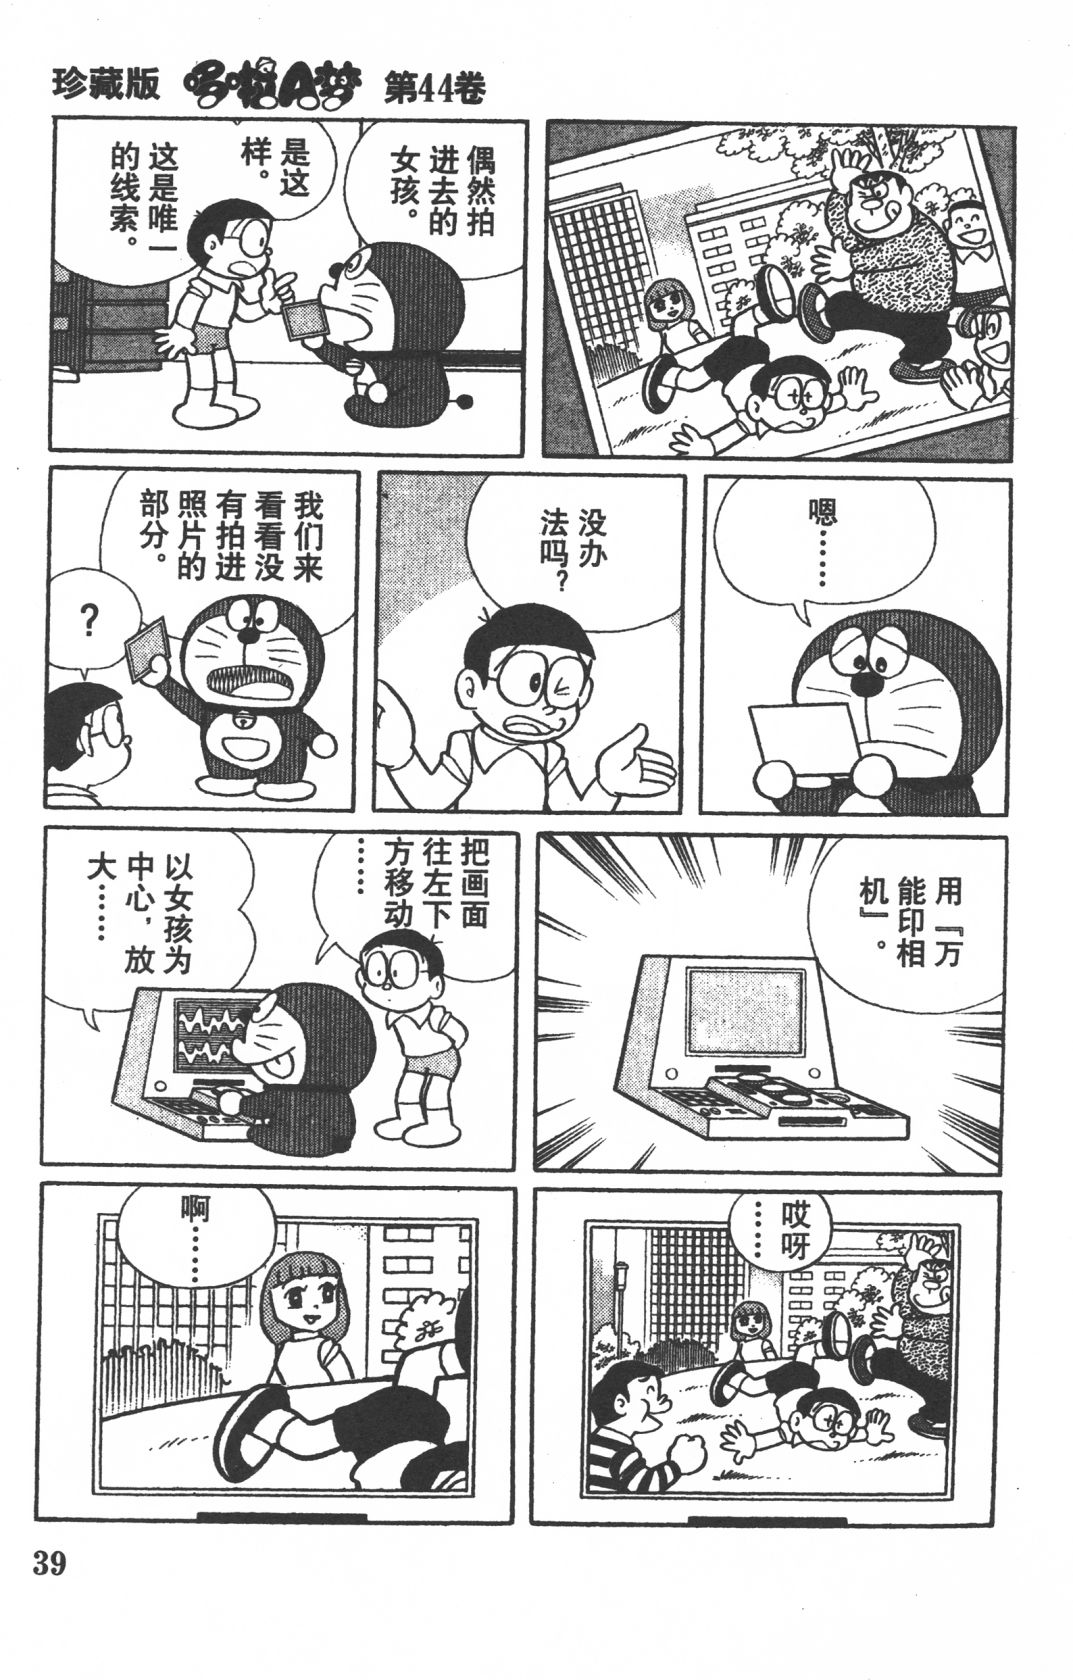 珍藏版 哆啦A梦 第44卷
偶然拍
进去的
女孩。
是这
样。
这是唯一
的线索。
嗯……
没办
法吗?
我们来
看看没
有拍进
照片的
部分。
?
用『万
能印相
机』。
把画面
往左下
方移动
……
以女孩为
中心,放
大……
哎呀
……
啊……
39